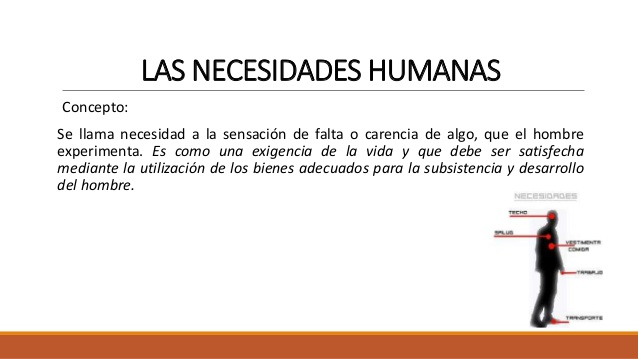 LAS NECESIDADES HUMANAS
Concepto:
Se llama necesidad a la sensación de falta o carencia de algo, que el hombre
experimenta. Es como una exigencia de la vida y que debe ser satisfecha
mediante la utilización de los bienes adecuados para la subsistencia y desarrollo
del hombre.
NECESIDADES
TECHO
SALUD
VESTIMENTA
COMIDA
TRABAJO
TRANSPORTE